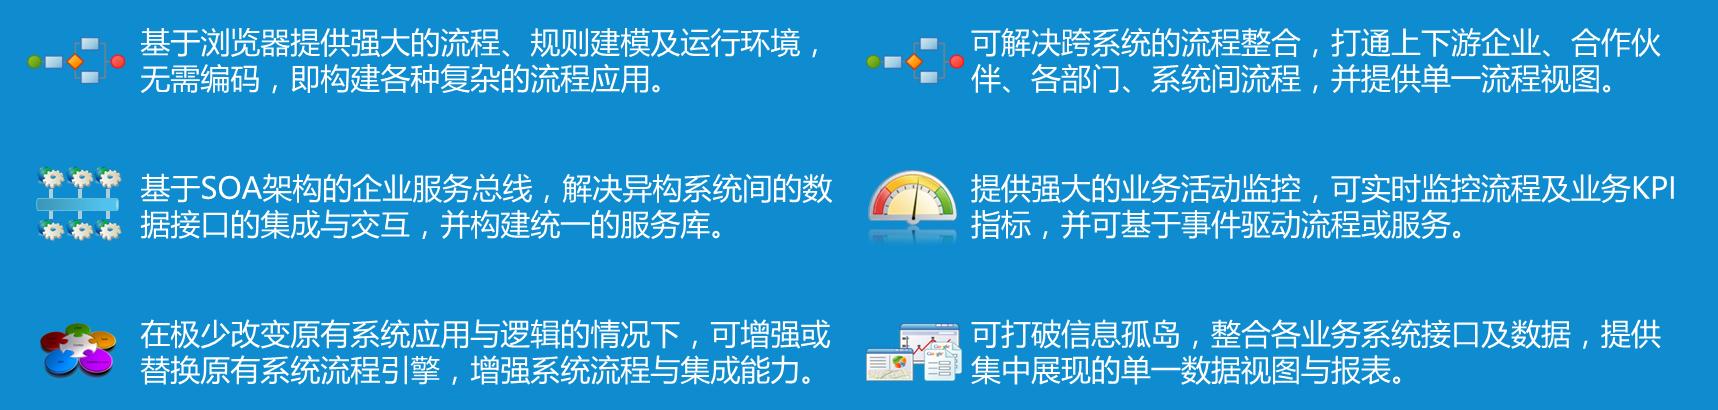 基于浏览器提供强大的流程、规则建模及运行环境，
无需编码，即构建各种复杂的流程应用。
可解决跨系统的流程整合，打通上下游企业、合作伙
伴、各部门、系统间流程，并提供单一流程视图。
基于SOA架构的企业服务总线，解决异构系统间的数
据接口的集成与交互，并构建统一的服务库。
提供强大的业务活动监控，可实时监控流程及业务KPI
指标，并可基于事件驱动流程或服务。
在极少改变原有系统应用与逻辑的情况下，可增强或
替换原有系统流程引擎，增强系统流程与集成能力。
可打破信息孤岛，整合各业务系统接口及数据，提供
集中展现的单一数据视图与报表。